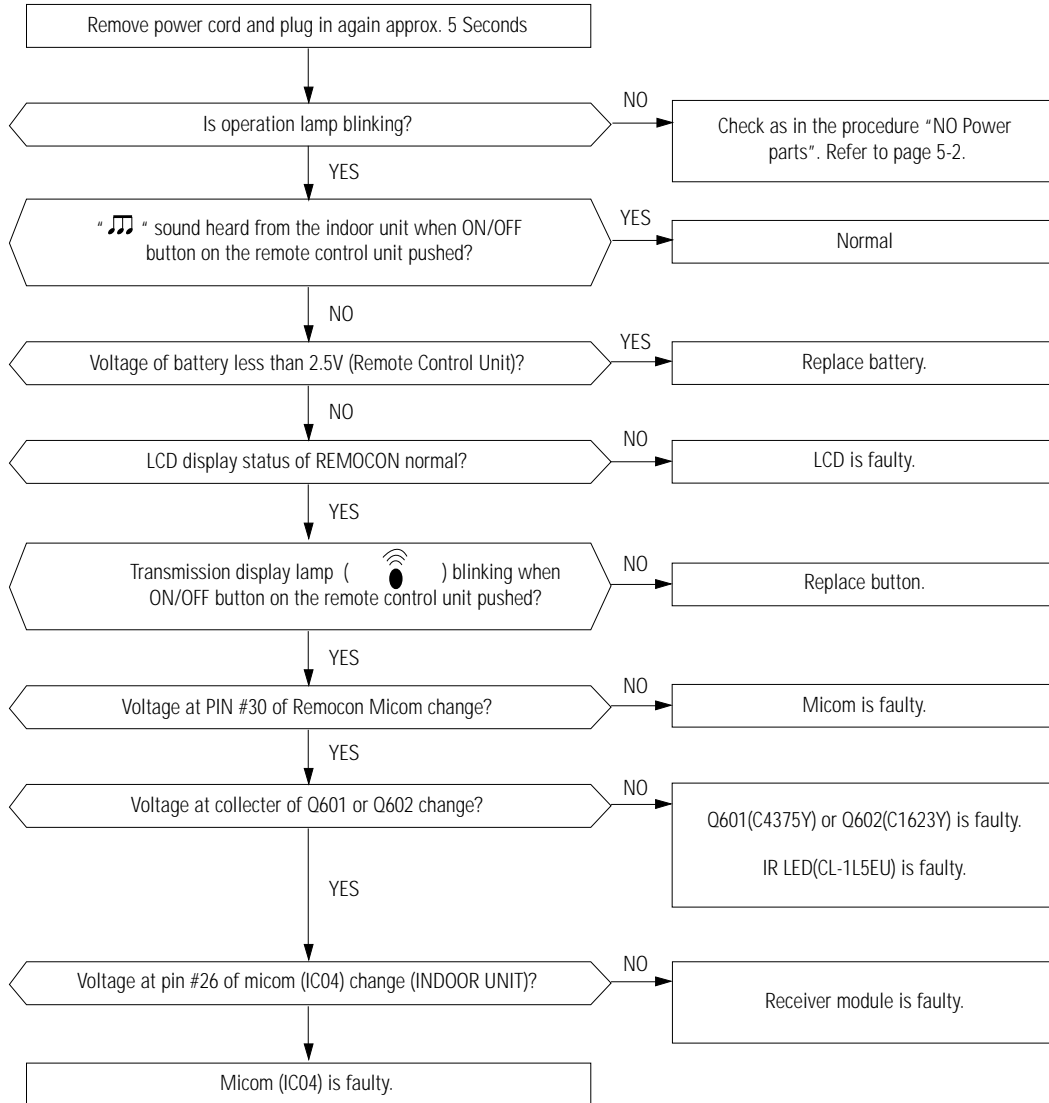 Remove power cord and plug in again approx. 5 Seconds
Is operation lamp blinking?
NO
Check as in the procedure “NO Power
parts”. Refer to page 5-2.
YES
“ ” sound heard from the indoor unit when ON/OFF
button on the remote control unit pushed?
YES
Normal
NO
Voltage of battery less than 2.5V (Remote Control Unit)?
YES
Replace battery.
NO
LCD display status of REMOCON normal?
NO
LCD is faulty.
YES
Transmission display lamp ( ) blinking when
ON/OFF button on the remote control unit pushed?
NO
Replace button.
YES
Voltage at PIN #30 of Remocon Micom change?
NO
Micom is faulty.
YES
Voltage at collecter of Q601 or Q602 change?
NO
Q601(C4375Y) or Q602(C1623Y) is faulty.
IR LED(CL-1L5EU) is faulty.
YES
Voltage at pin #26 of micom (IC04) change (INDOOR UNIT)?
NO
Receiver module is faulty.
Micom (IC04) is faulty.